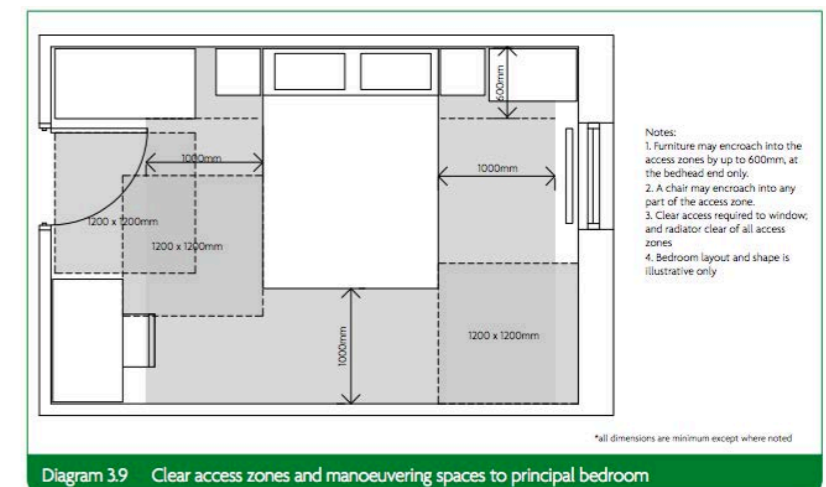 600mm
1000mm
1000mm
1200 x 1200mm
1200 x 1200mm
1000mm
1200 x 1200mm
Notes:
1. Furniture may encroach into the
access zones by up to 600mm, at
the bedhead end only.
2. A chair may encroach into any
part of the access zone.
3. Clear access required to window;
and radiator clear of all access
zones
4. Bedroom layout and shape is
illustrative only
*all dimensions are minimum except where noted
Diagram 3.9 Clear access zones and manoeuvering spaces to principal bedroom